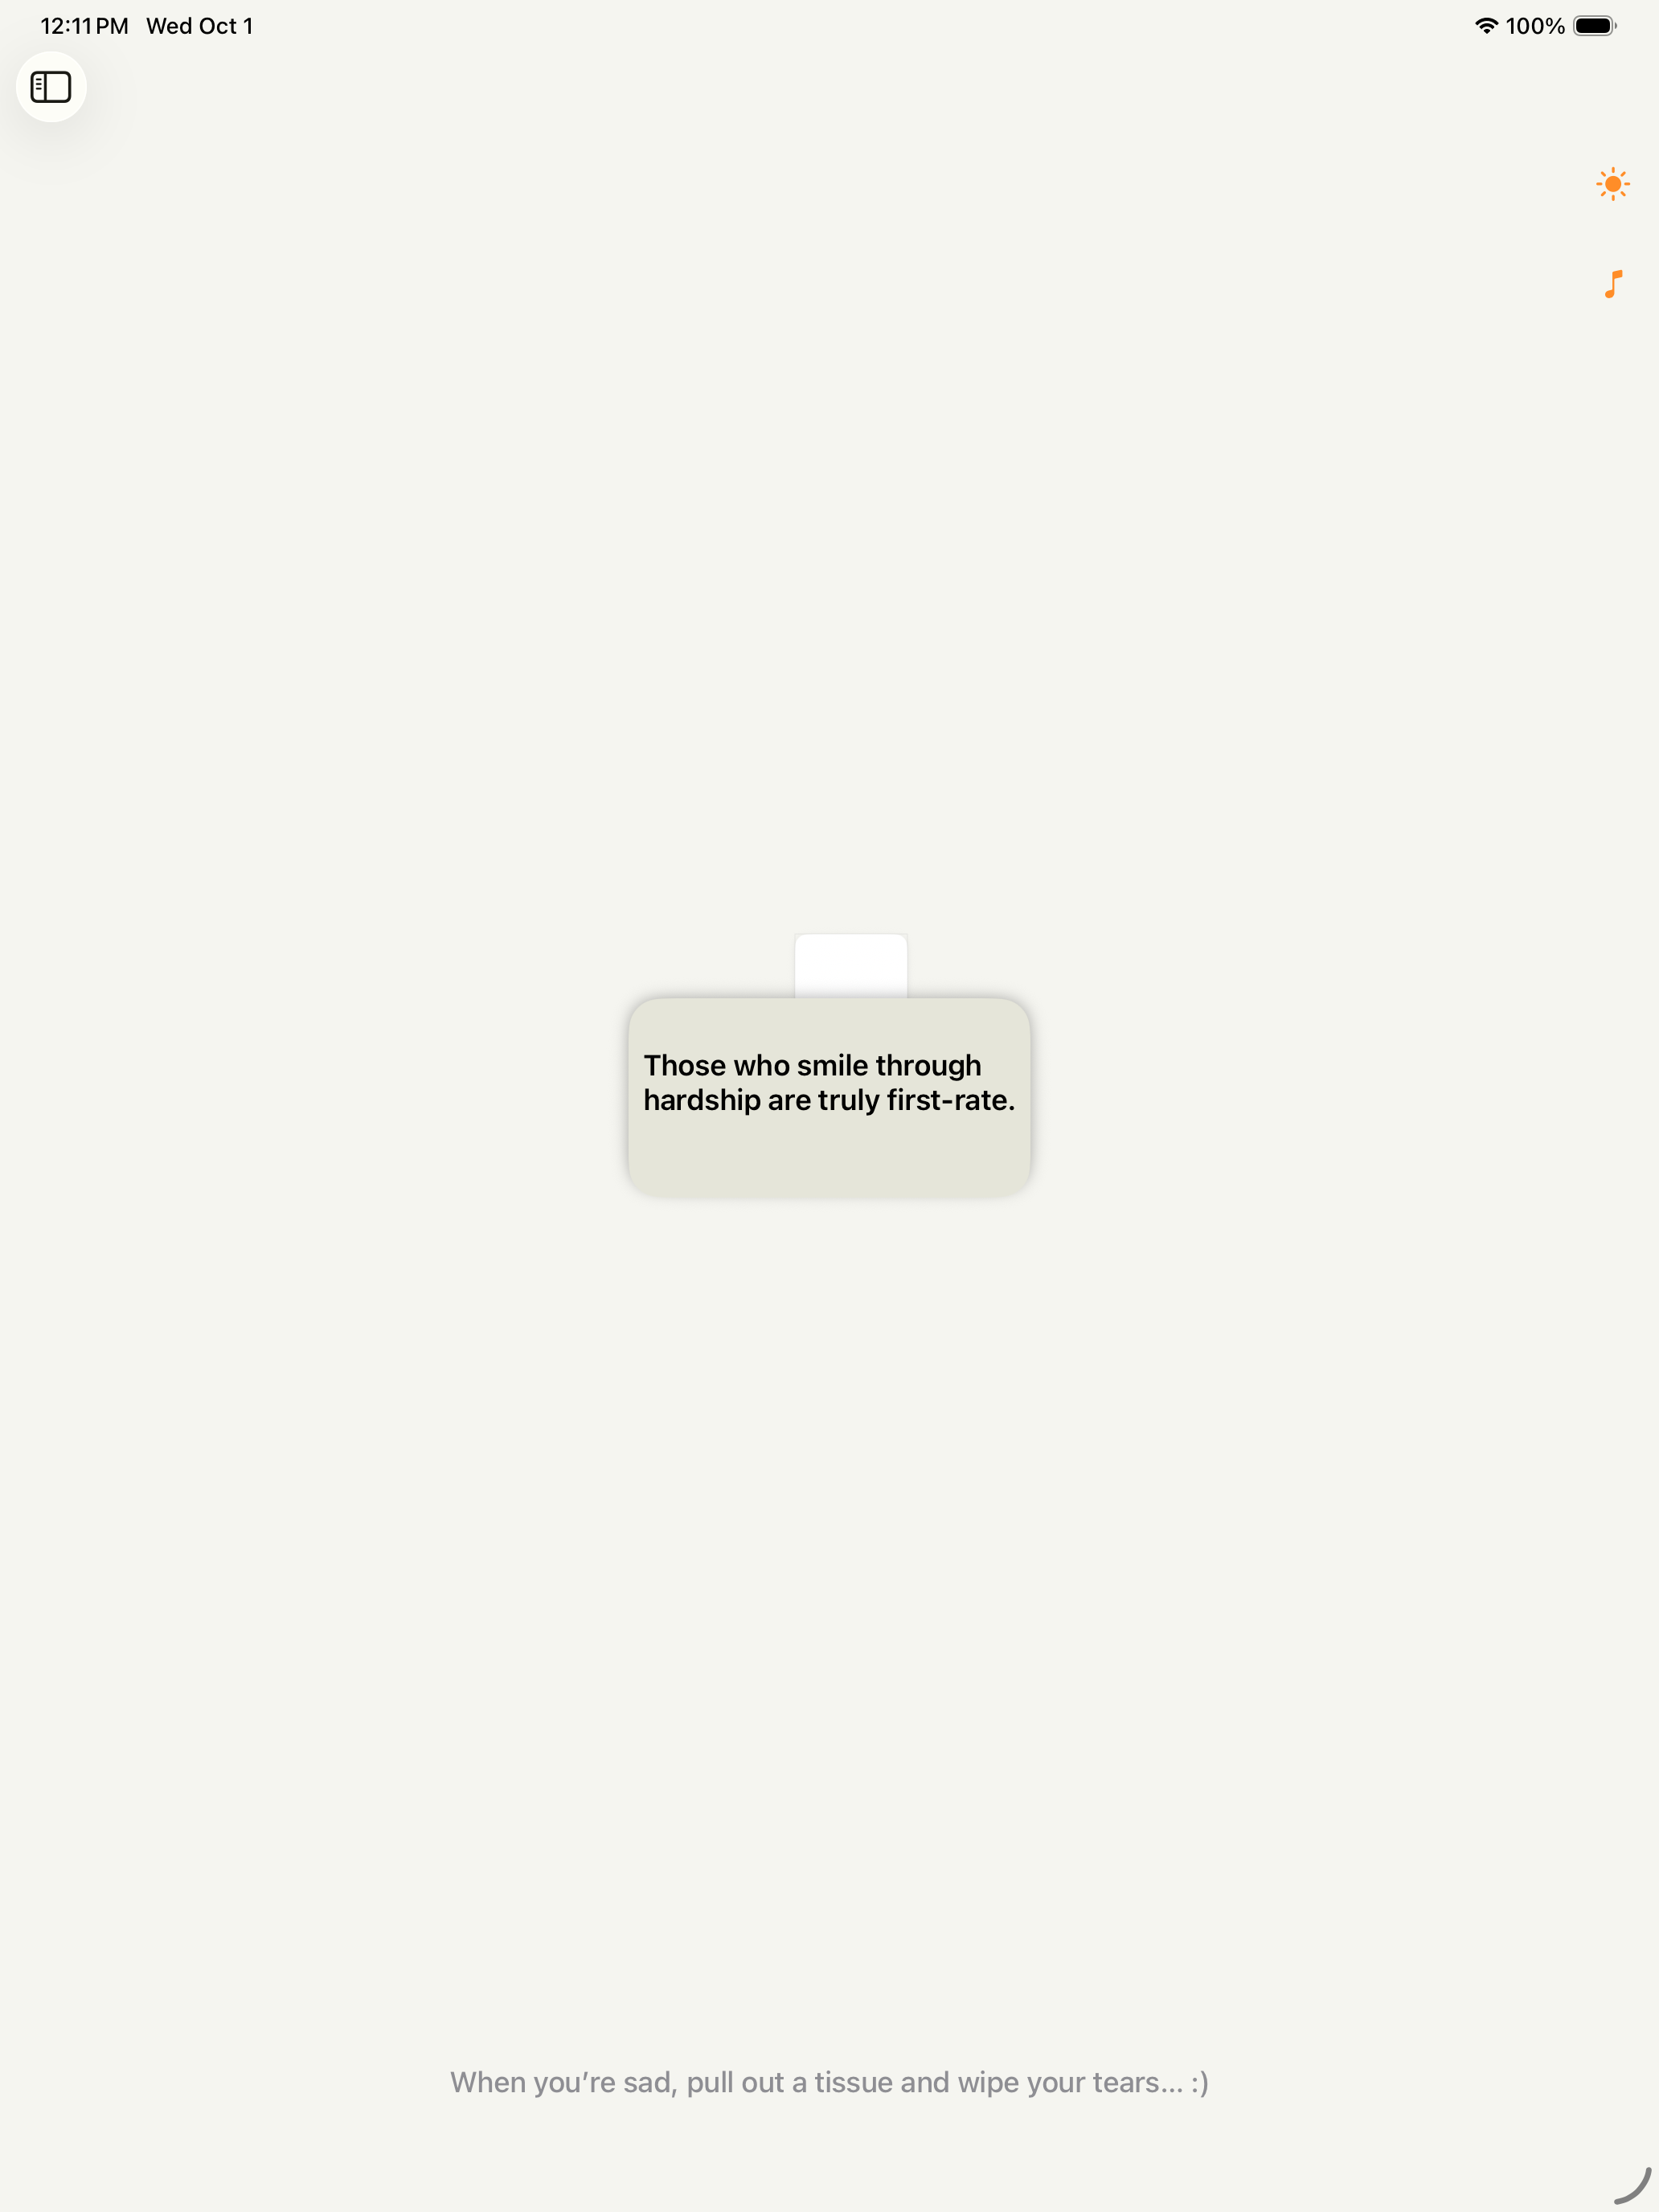 12:11 PM Wed Oct 1
100%
Those who smile through
hardship are truly first-rate.
When you’re sad, pull out a tissue and wipe your tears... :)